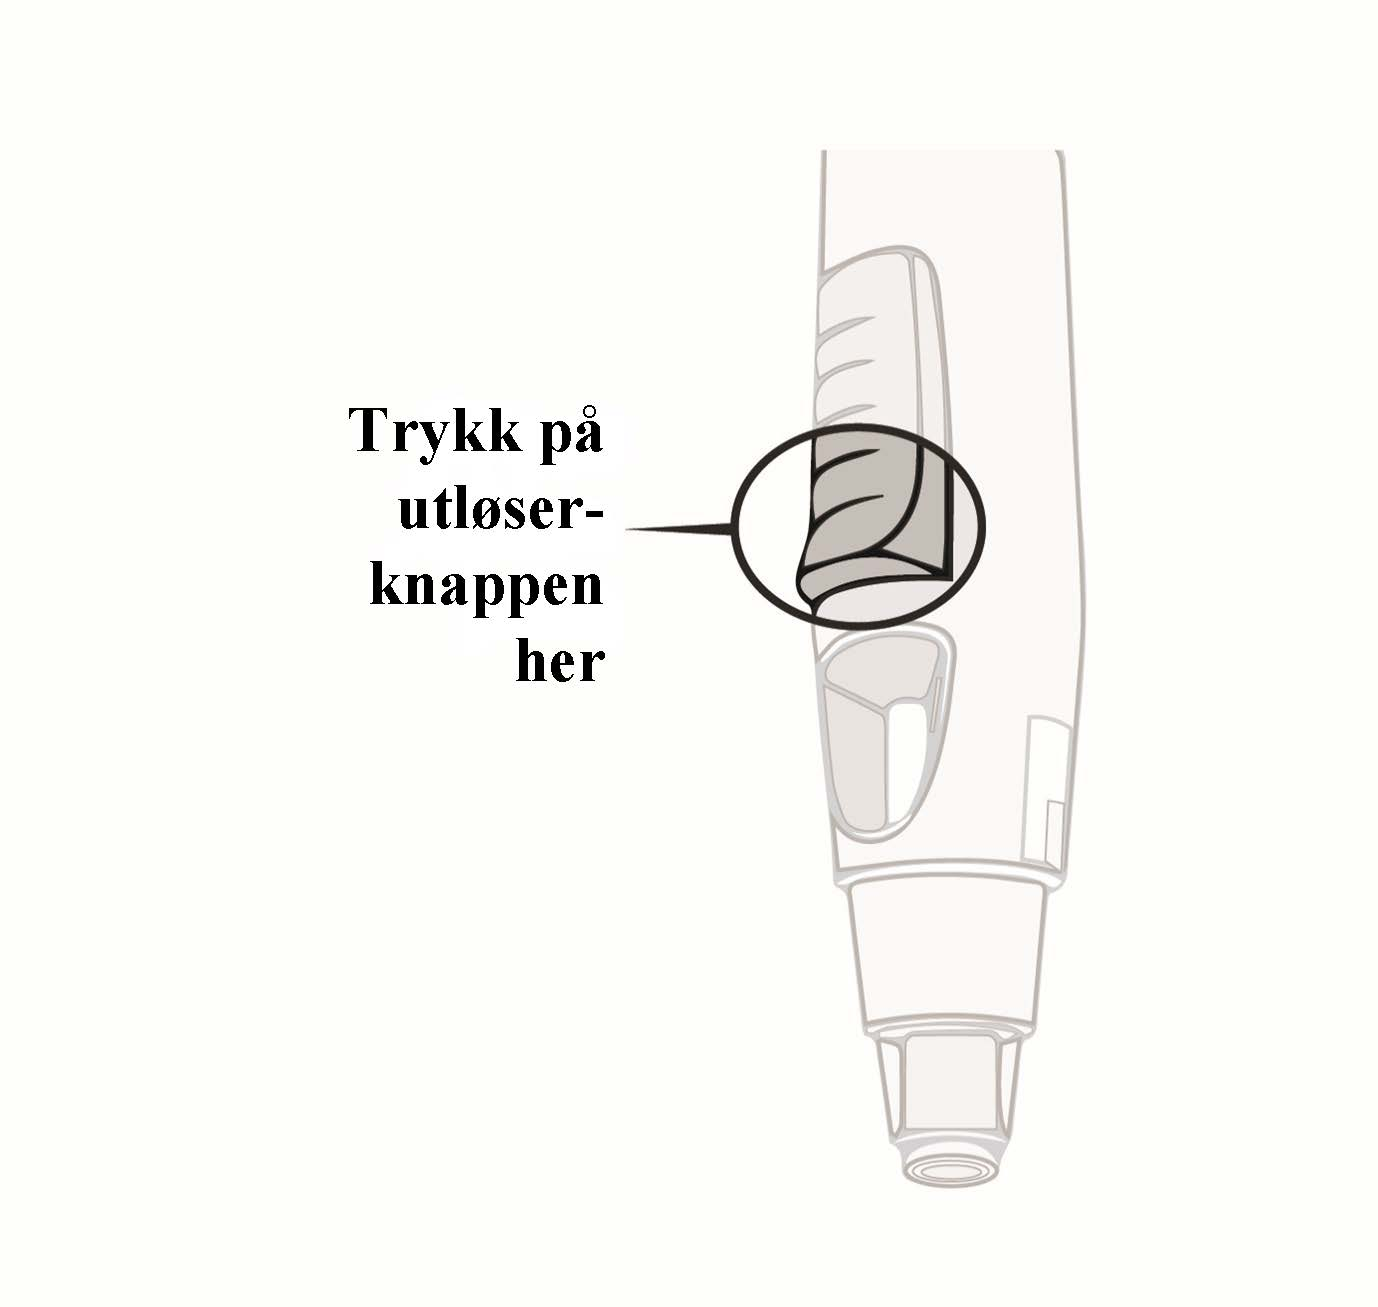 Trykk på
utløser-
knappen
her